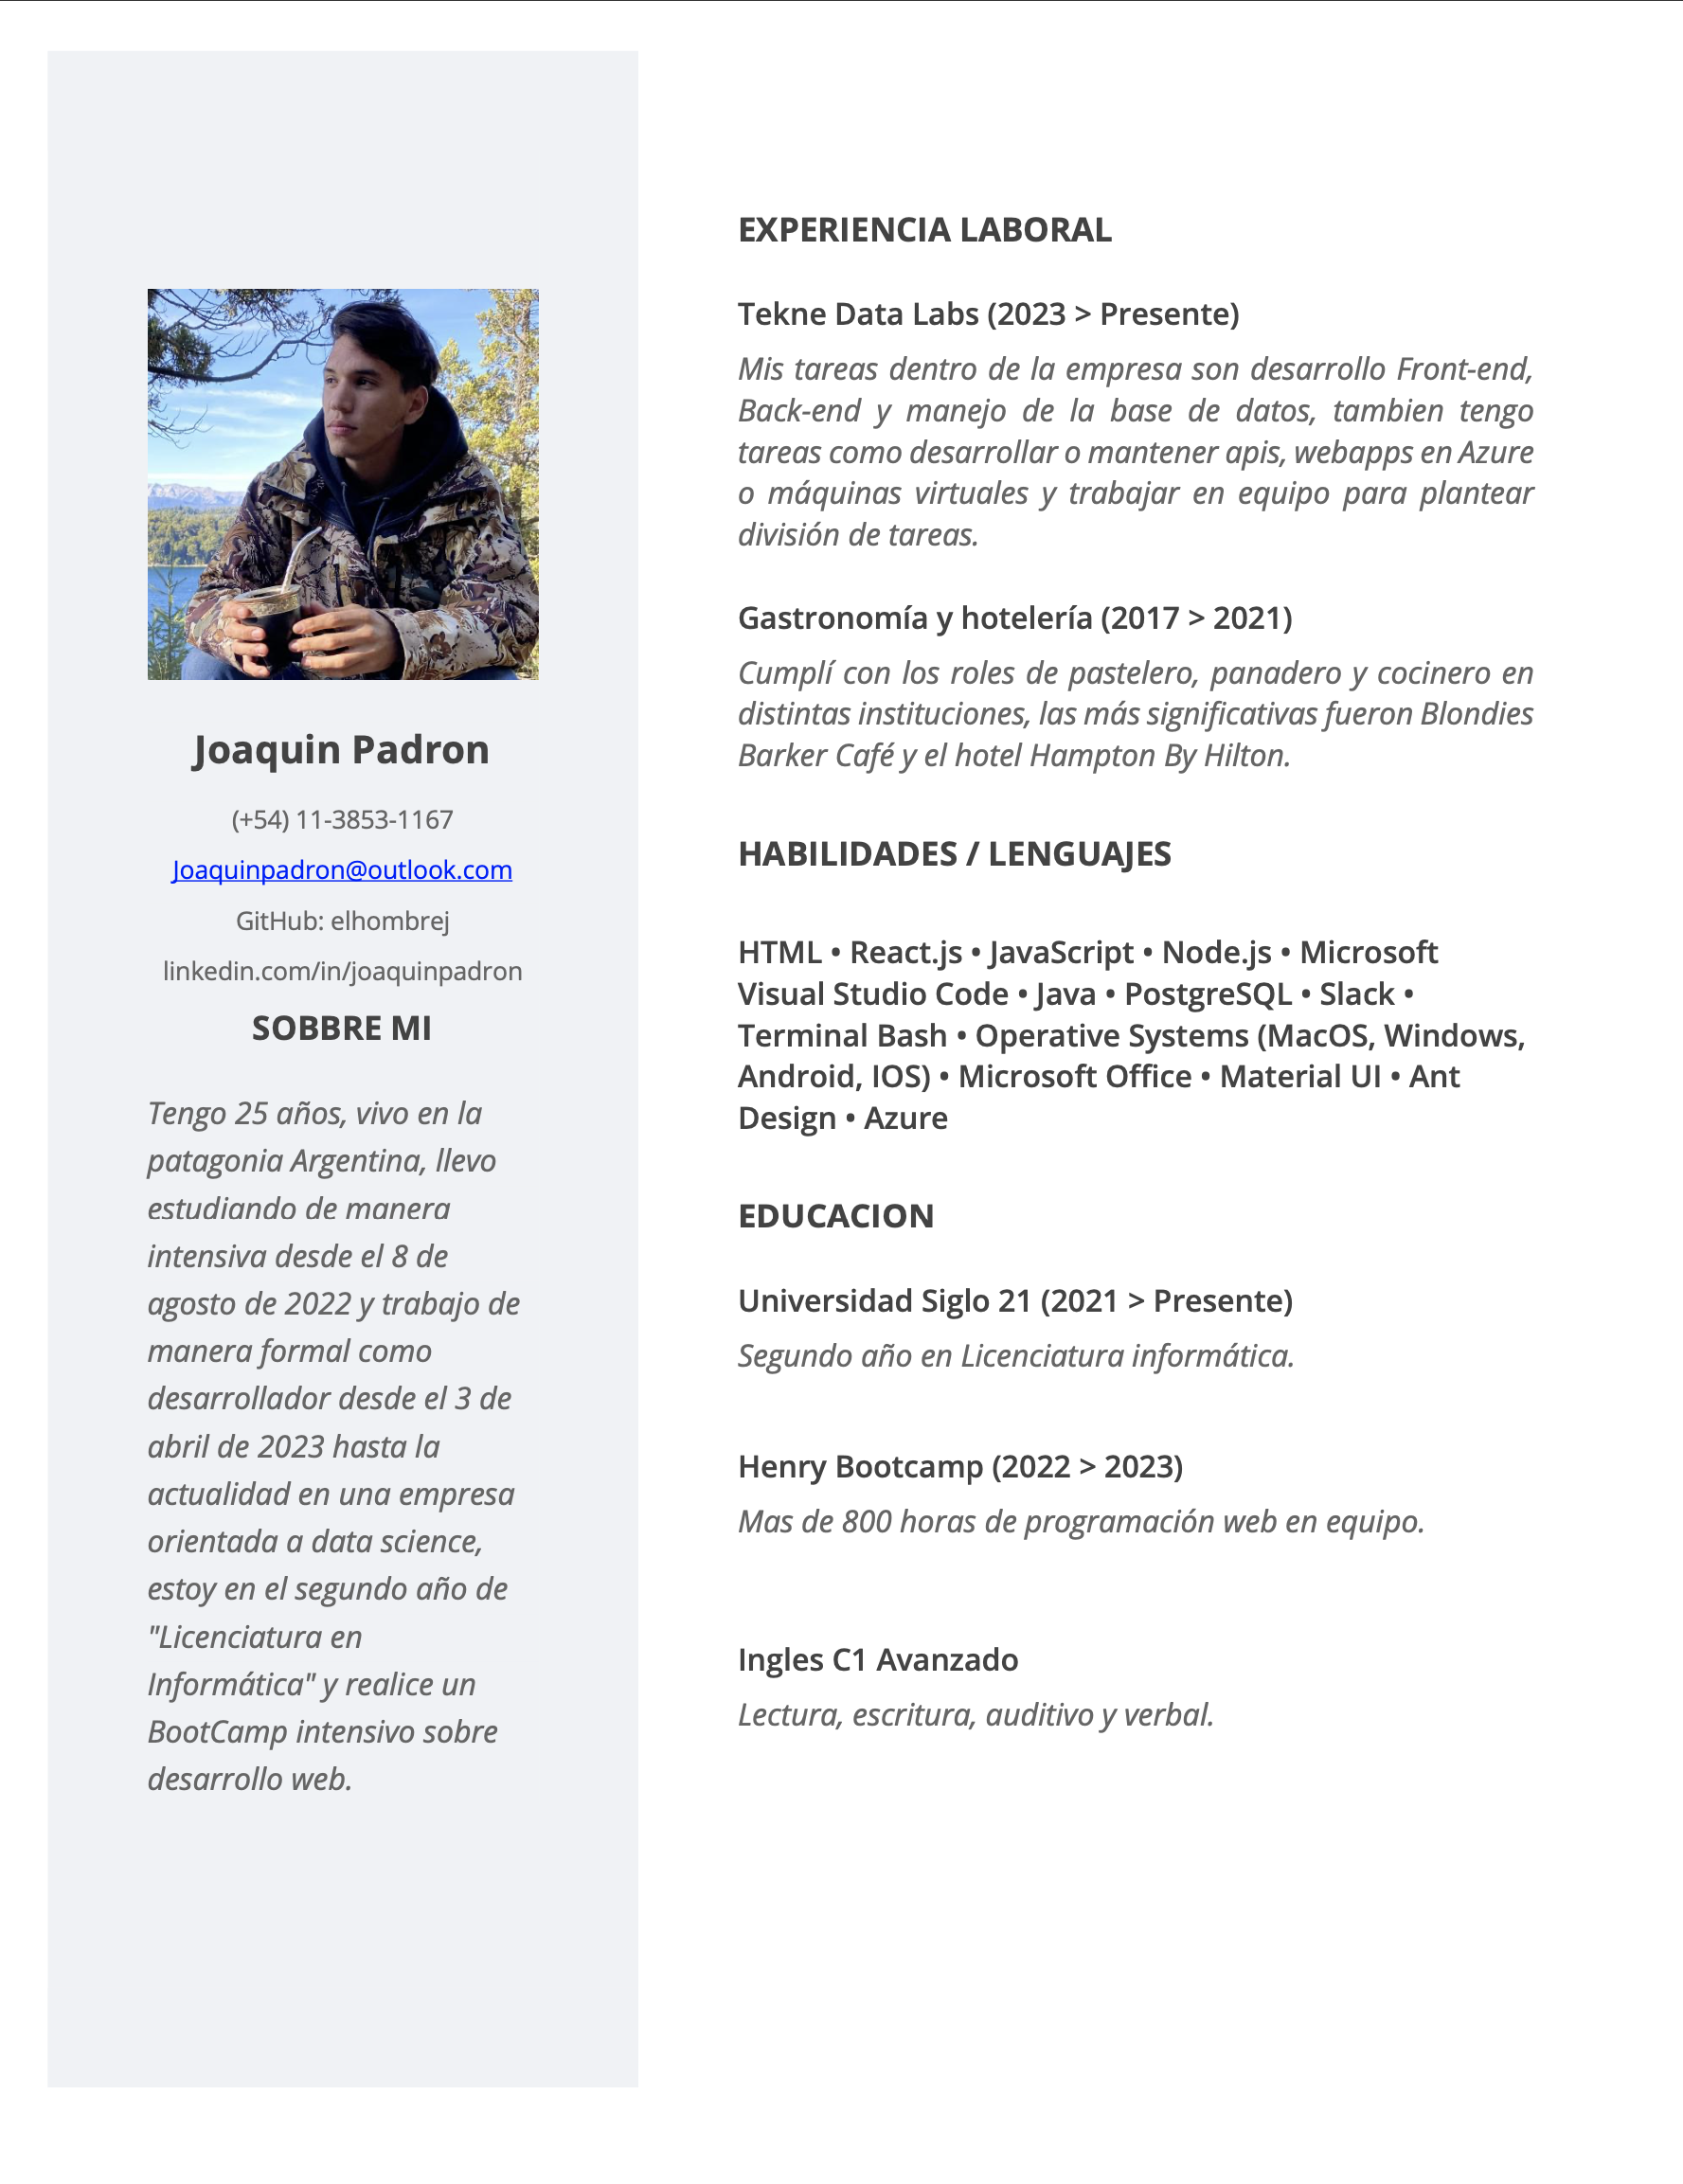 Joaquin Padron
(+54) 11-3853-1167
Joaquinpadron@outlook.com
GitHub: elhombrej
linkedin.com/in/joaquinpadron
SOBBRE MI
Tengo 25 años, vivo en la
patagonia Argentina, llevo
estudiando de manera
intensiva desde el 8 de
agosto de 2022 y trabajo de
manera formal como
desarrollador desde el 3 de
abril de 2023 hasta la
actualidad en una empresa
orientada a data science,
estoy en el segundo año de
"Licenciatura en
Informática" y realice un
BootCamp intensivo sobre
desarrollo web.
EXPERIENCIA LABORAL
Tekne Data Labs (2023 > Presente)
Mis tareas dentro de la empresa son desarrollo Front-end,
Back-end y manejo de la base de datos, tambien tengo
tareas como desarrollar o mantener apis, webapps en Azure
o máquinas virtuales y trabajar en equipo para plantear
división de tareas.
Gastronomía y hotelería (2017 > 2021)
Cumplí con los roles de pastelero, panadero y cocinero en
distintas instituciones, las más significativas fueron Blondies
Barker Café y el hotel Hampton By Hilton.
HABILIDADES / LENGUAJES
HTML • React.js • JavaScript • Node.js • Microsoft
Visual Studio Code • Java • PostgreSQL • Slack •
Terminal Bash • Operative Systems (MacOS, Windows,
Android, IOS) • Microsoft Office • Material UI • Ant
Design • Azure
EDUCACION
Universidad Siglo 21 (2021 > Presente)
Segundo año en Licenciatura informática.
Henry Bootcamp (2022 > 2023)
Mas de 800 horas de programación web en equipo.
Ingles C1 Avanzado
Lectura, escritura, auditivo y verbal.